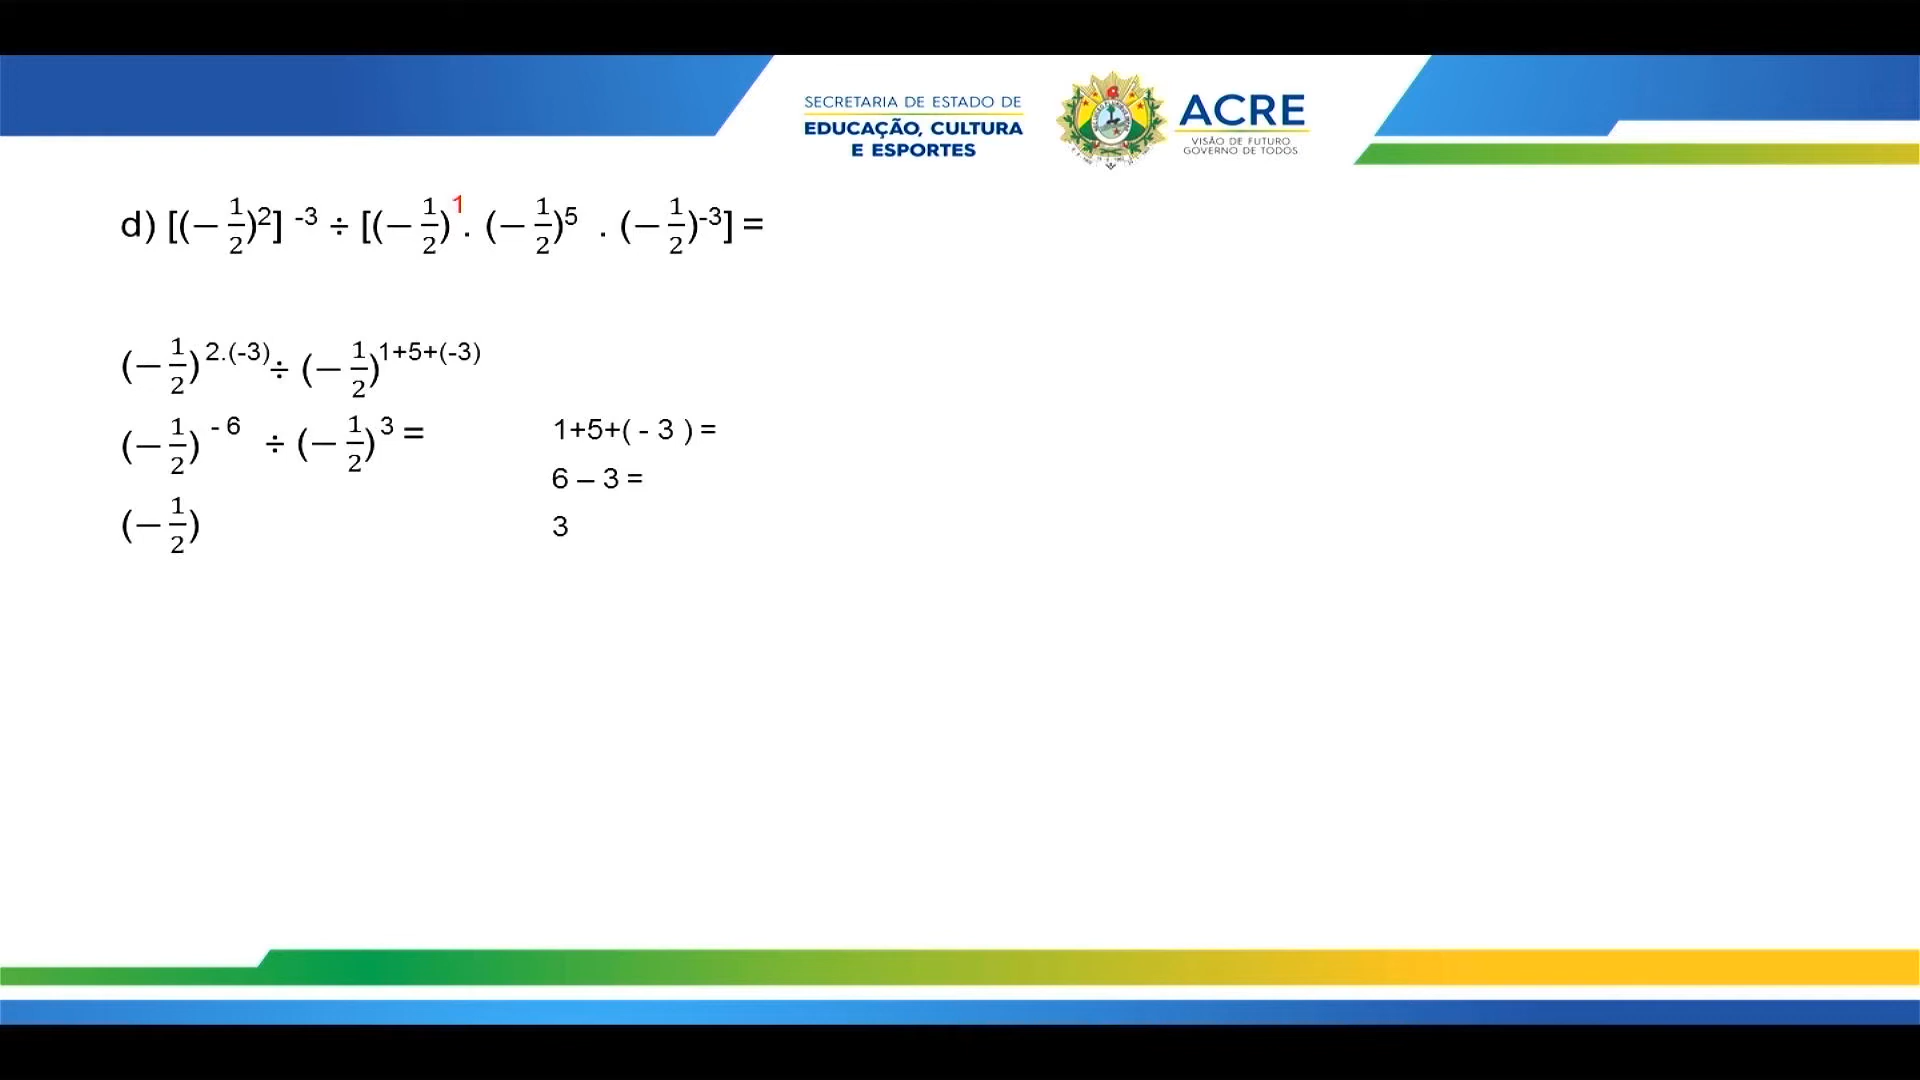 SECRETARIA DE ESTADO DE
EDUCAÇÃO, CULTURA
E ESPORTES
ACRE
VISÃO DE FUTURO
GOVERNO DE TODOS
d) [(− 1/2)²] ⁻³ ÷ [(− 1/2)¹ . (− 1/2)⁵ . (− 1/2)⁻³] =
(− 1/2)^2.(-3) ÷ (− 1/2)^1+5+(-3)
(− 1/2)^- 6 ÷ (− 1/2)^3 =
(− 1/2)
1+5+( - 3 ) =
6 – 3 =
3